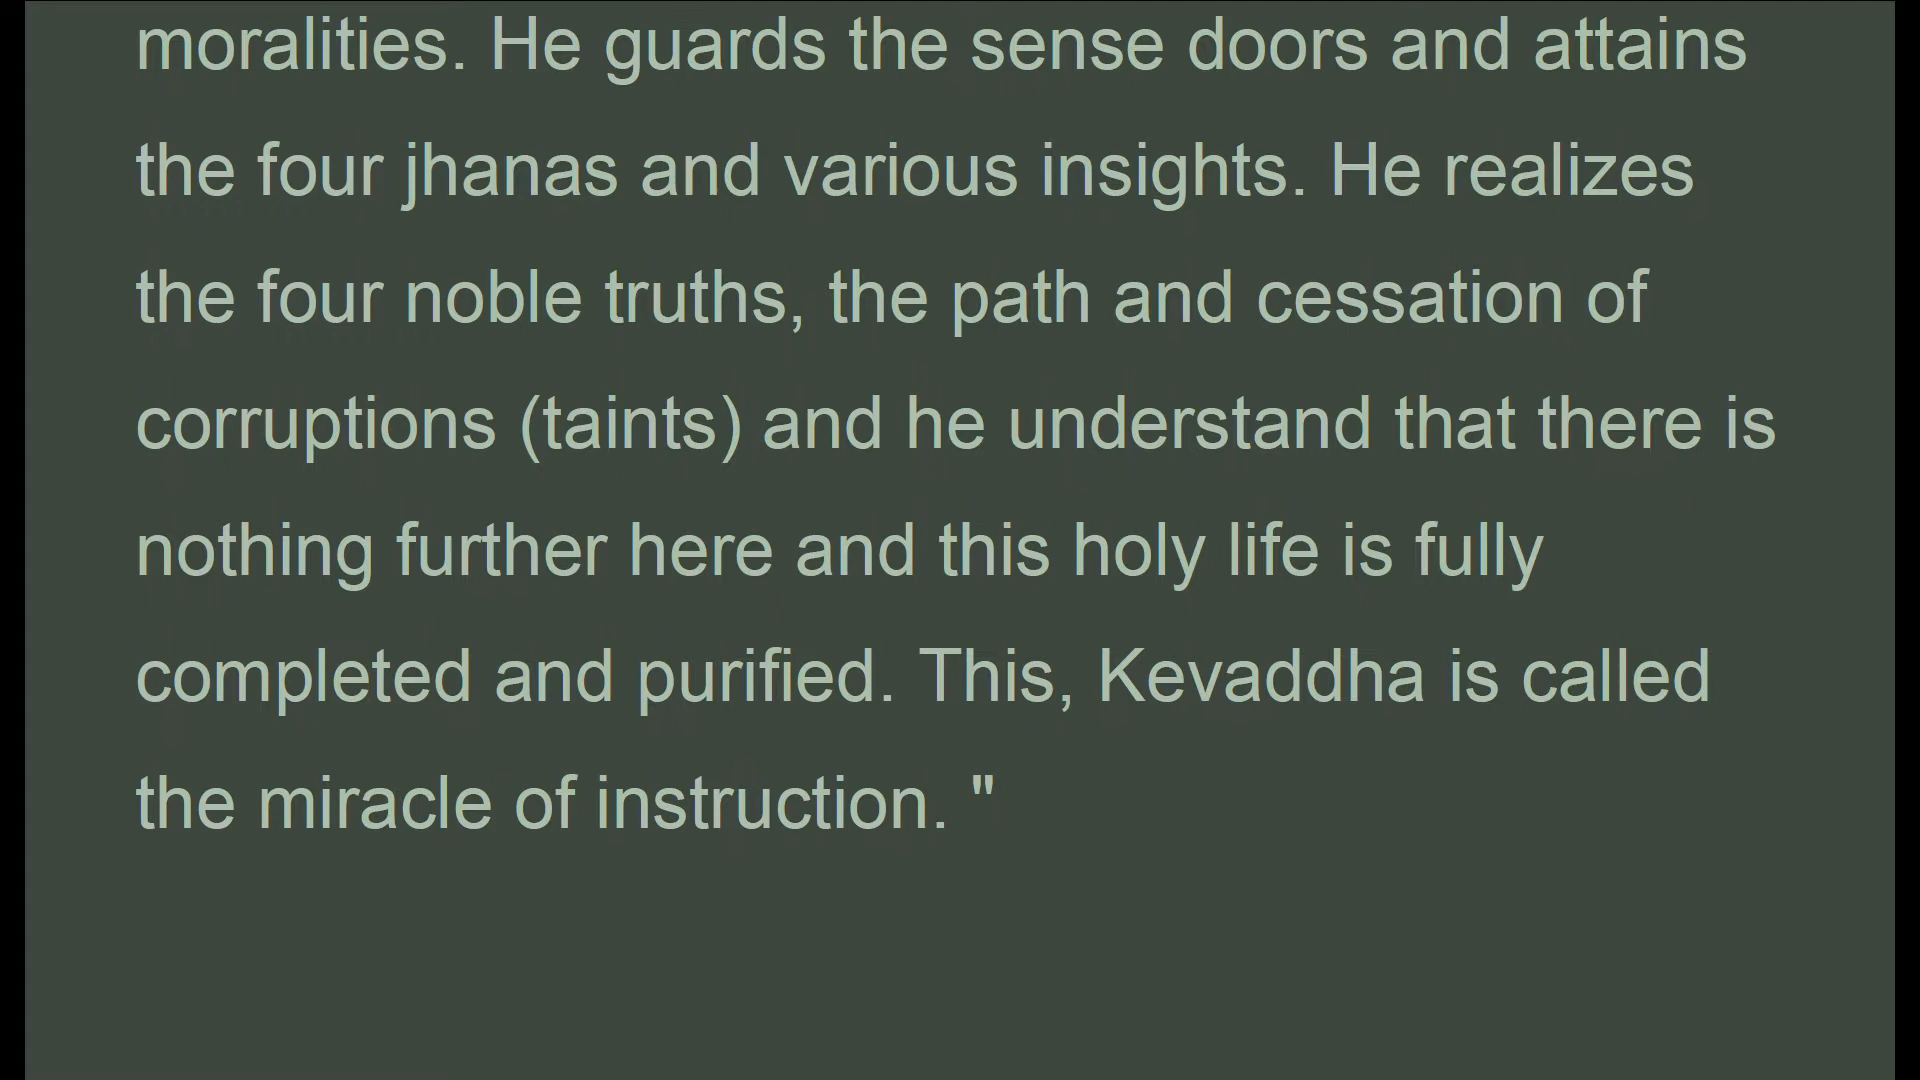 moralities. He guards the sense doors and attains
the four jhanas and various insights. He realizes
the four noble truths, the path and cessation of
corruptions (taints) and he understand that there is
nothing further here and this holy life is fully
completed and purified. This, Kevaddha is called
the miracle of instruction. "